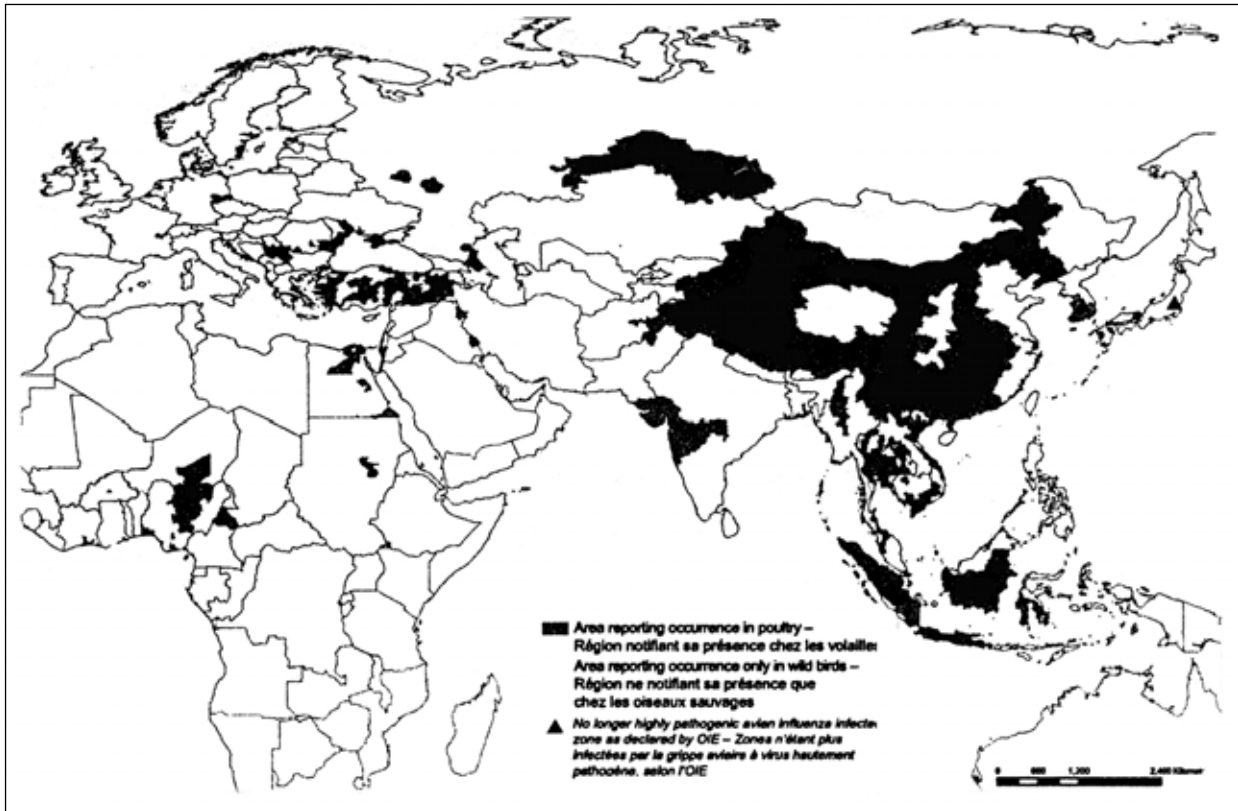 Area reporting occurrence in poultry –
Région notifiant sa présence chez les volailles
Area reporting occurrence only in wild birds –
Région ne notifiant sa présence que
chez les oiseaux sauvages
No longer highly pathogenic avian influenza infected
zone as declared by OIE – Zones n'étant plus
infectées par la grippe aviaire à virus hautement
pathogène, selon l'OIE
0 600 1,200 2,400 Kilometer